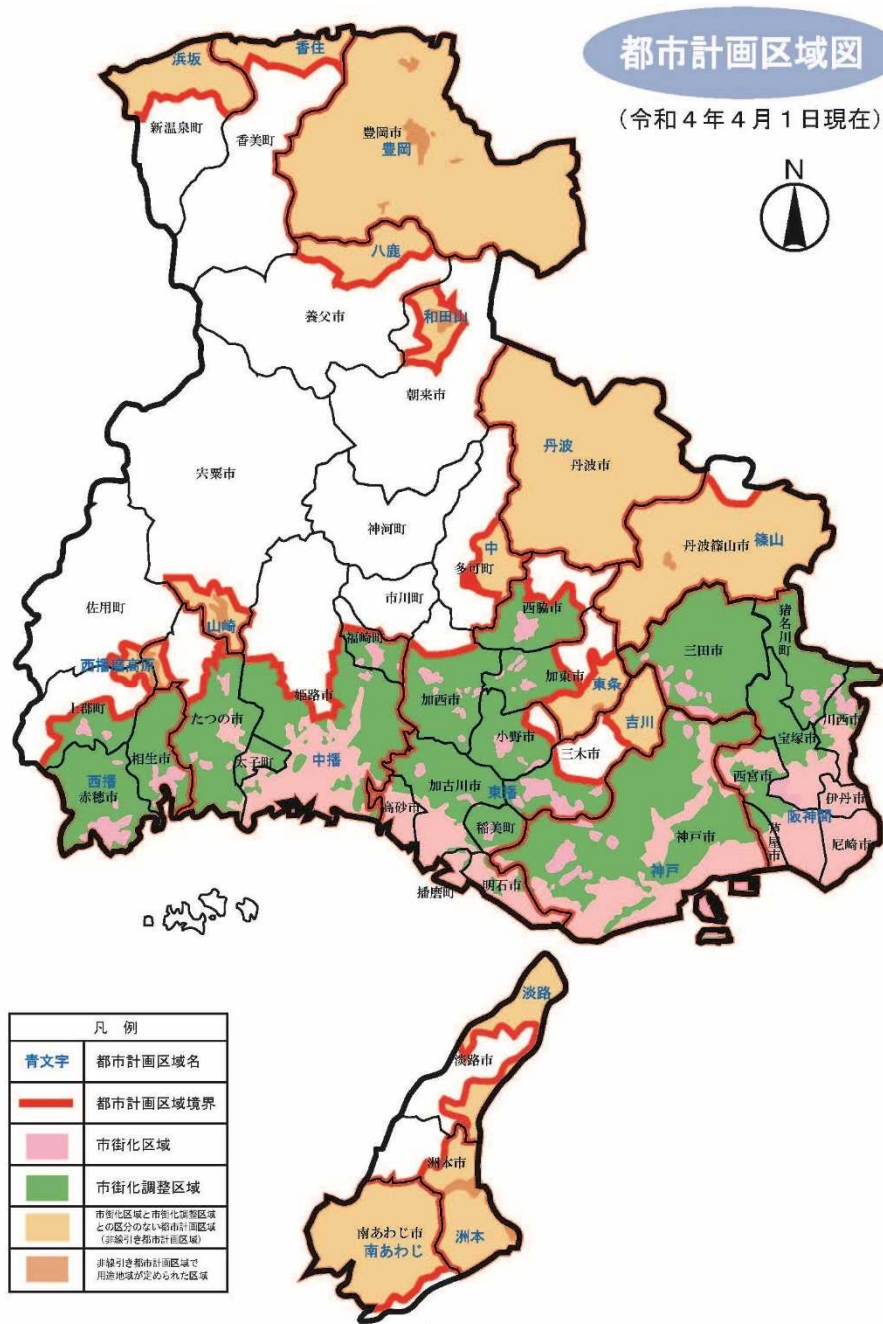 都市計画区域図
(令和4年4月1日現在)
N
浜坂
香住
新温泉町
香美町
豊岡市
豊岡
八鹿
養父市
和田山
朝来市
宍粟市
丹波
丹波市
神河町
中
多可町
丹波篠山市
篠山
佐用町
市川町
山崎
西脇市
猪名川町
福崎町
三田市
西播磨高原
加東市
東条
上郡町
姫路市
加西市
たつの市
吉川
小野市
川西市
相生市
三木市
宝塚市
太子町
中播
西播
加古川市
東播
西宮市
赤穂市
伊丹市
高砂市
稲美町
神戸市
芦屋市
阪神間
尼崎市
神戸
播磨町
明石市
淡路
淡路市
洲本市
南あわじ市
南あわじ
洲本
凡 例
青文字 都市計画区域名
都市計画区域境界
市街化区域
市街化調整区域
市街化区域と市街化調整区域
との区分のない都市計画区域
(非線引き都市計画区域)
非線引き都市計画区域で
用途地域が定められた区域